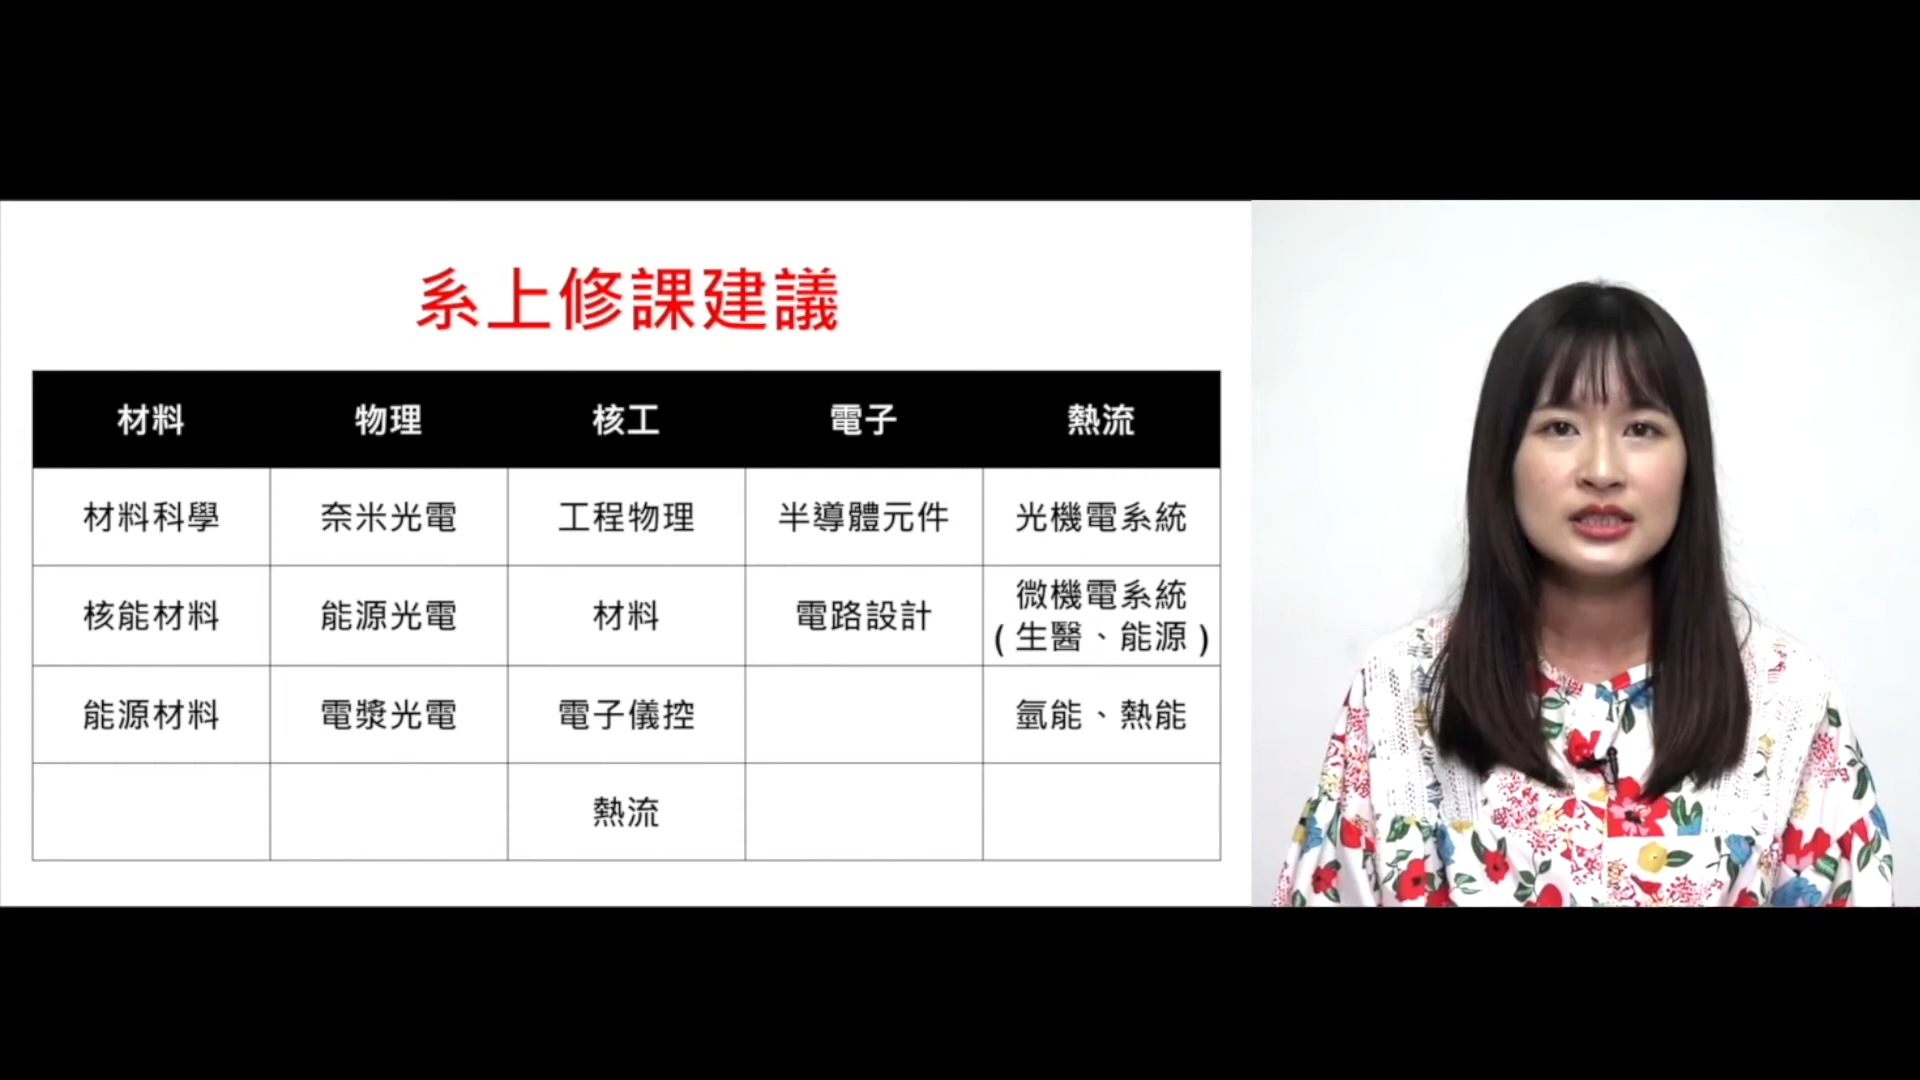 系上修課建議
材料 物理 核工 電子 熱流
材料科學 奈米光電 工程物理 半導體元件 光機電系統
核能材料 能源光電 材料 電路設計 微機電系統
(生醫、能源)
能源材料 電漿光電 電子儀控 氫能、熱能
熱流